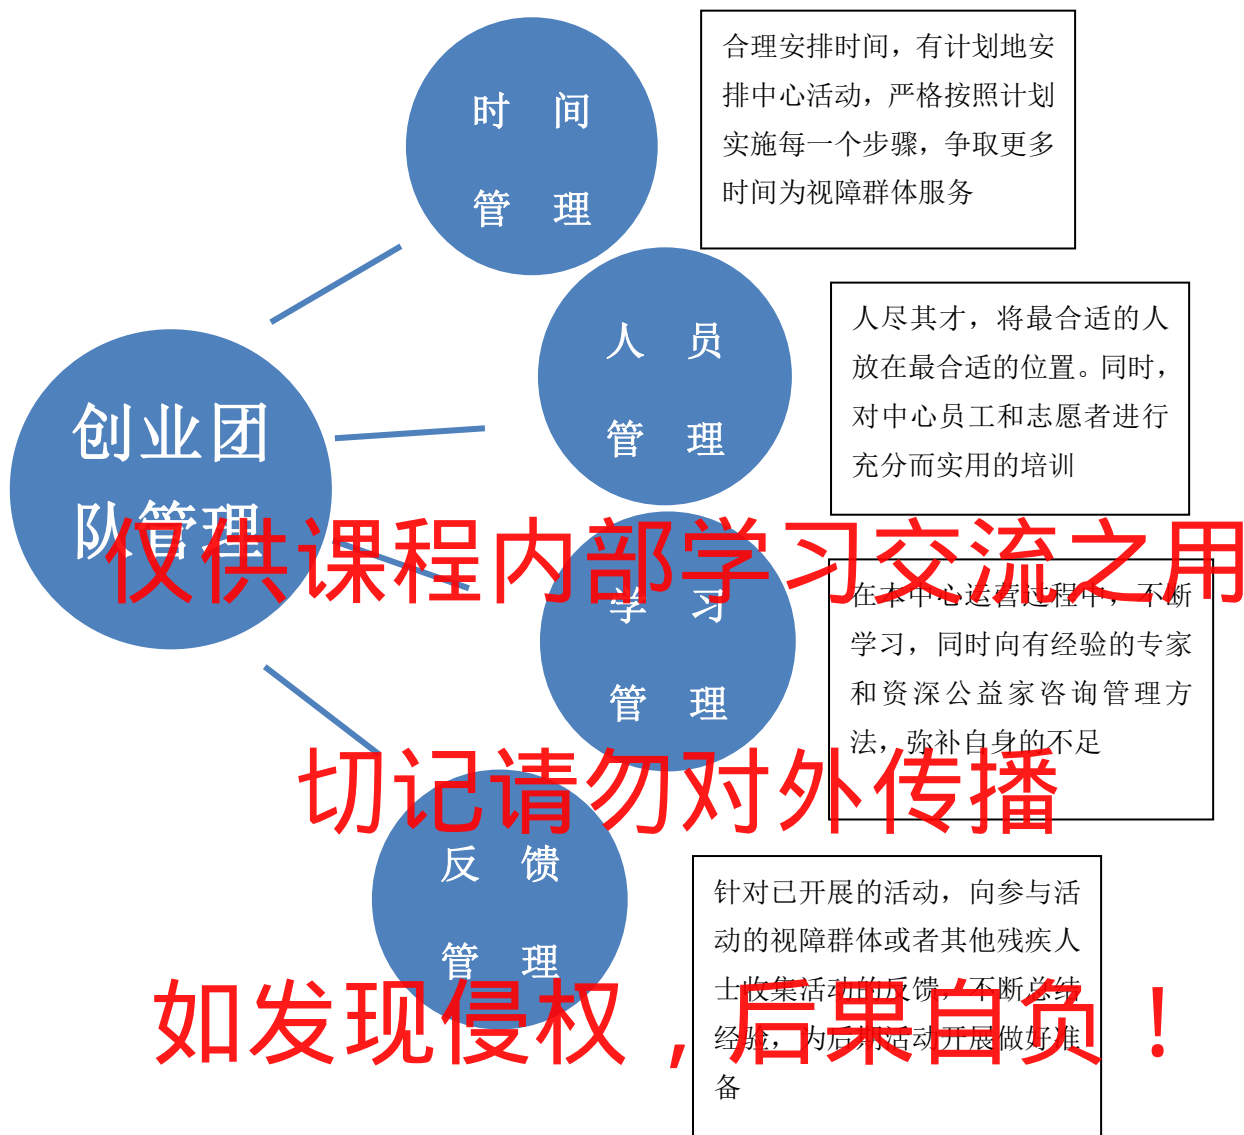 时 间
管 理
合理安排时间，有计划地安
排中心活动，严格按照计划
实施每一个步骤，争取更多
时间为视障群体服务
人 员
管 理
人尽其才，将最合适的人
放在最合适的位置。同时，
对中心员工和志愿者进行
充分而实用的培训
创业团
队管理
仅供课程内部学习交流之用
学 习
管 理
在本中心运营过程中，不断
学习，同时向有经验的专家
和资深公益家咨询管理方
法，弥补自身的不足
切记请勿对外传播
反 馈
管 理
针对已开展的活动，向参与活
动的视障群体或者其他残疾人
士收集活动的反馈，不断总结
经验，为后期活动开展做好准
备
如发现侵权，后果自负！